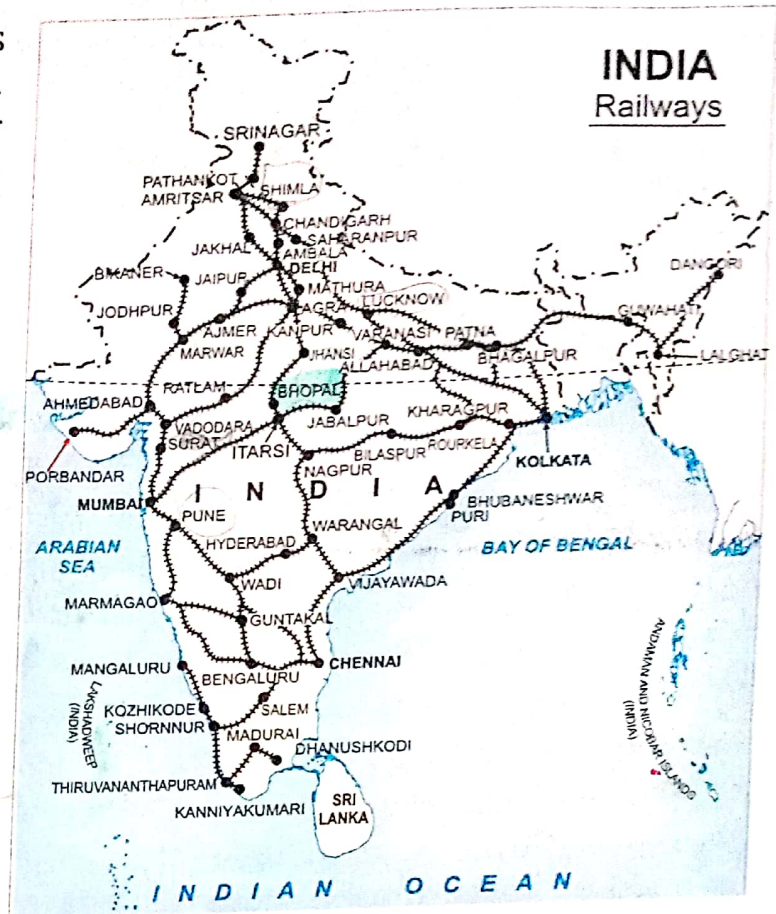 S
INDIA
Railways
SRINAGAR
PATHANKOT
SHIMLA
AMRITSAR
CHANDIGARH
SAHARANPUR
JAKHAL
AMBALA
DELHI
DANGORI
BIKANER
JAIPUR
MATHURA
AGRA
LUCKNOW
JODHPUR
GUWAHATI
AJMER
KANPUR
VARANASI
PATNA
MARWAR
JHANSI
BHAGALPUR
LALGHAT
ALLAHABAD
RATLAM
BHOPAL
AHMEDABAD
VADODARA
JABALPUR
KHARAGPUR
SURAT
ITARSI
BILASPUR
ROURKELA
KOLKATA
NAGPUR
PORBANDAR
MUMBAI
I N D I A
BHUBANESHWAR
PURI
PUNE
WARANGAL
HYDERABAD
ARABIAN
SEA
BAY OF BENGAL
WADI
VIJAYAWADA
MARMAGAO
GUNTAKAL
CHENNAI
MANGALURU
BENGALURU
LAKSHADWEEP
(INDIA)
KOZHIKODE
SALEM
SHORNNUR
MADURAI
DHANUSHKODI
ANDAMAN AND NICOBAR ISLANDS
(INDIA)
THIRUVANANTHAPURAM
KANNIYAKUMARI
SRI
LANKA
INDIAN OCEAN